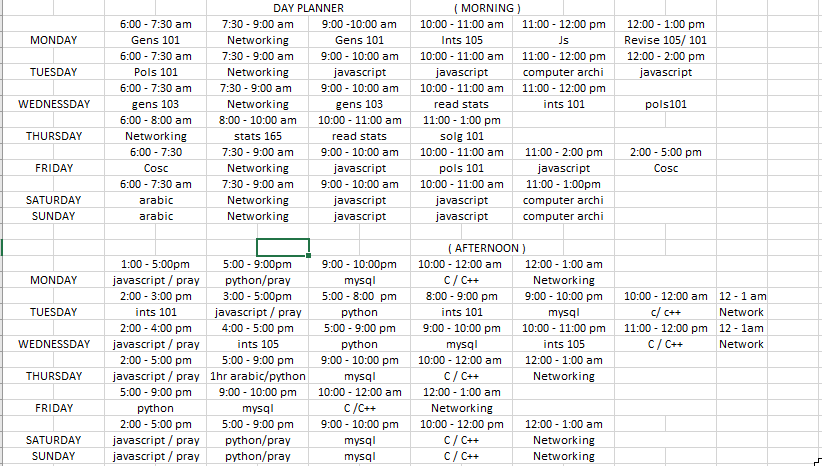 DAY PLANNER ( MORNING )
6:00 - 7:30 am 7:30 - 9:00 am 9:00 -10:00 am 10:00 - 11:00 am 11:00 - 12:00 pm 12:00 - 1:00 pm
MONDAY Gens 101 Networking Gens 101 Ints 105 Js Revise 105/ 101
6:00 - 7:30 am 7:30 - 9:00 am 9:00 - 10:00 am 10:00 - 11:00 am 11:00 - 12:00 pm 12:00 - 2:00 pm
TUESDAY Pols 101 Networking javascript javascript computer archi javascript
6:00 - 7:30 am 7:30 - 9:00 am 9:00 - 10:00 am 10:00 - 11:00 am 11:00 - 12:00 pm
WEDNESSDAY gens 103 Networking gens 103 read stats ints 101 pols101
6:00 - 8:00 am 8:00 - 10:00 am 10:00 - 11:00 am 11:00 - 1:00 pm
THURSDAY Networking stats 165 read stats solg 101
6:00 - 7:30 7:30 - 9:00 am 9:00 - 10:00 am 10:00 - 11:00 am 11:00 - 2:00 pm 2:00 - 5:00 pm
FRIDAY Cosc Networking javascript pols 101 javascript Cosc
6:00 - 7:30 am 7:30 - 9:00 am 9:00 - 10:00 am 10:00 - 11:00 am 11:00 - 1:00pm
SATURDAY arabic Networking javascript javascript computer archi
SUNDAY arabic Networking javascript javascript computer archi
( AFTERNOON )
1:00 - 5:00pm 5:00 - 9:00pm 9:00 - 10:00pm 10:00 - 12:00 am 12:00 - 1:00 am
MONDAY javascript / pray python/pray mysql C / C++ Networking
2:00 - 3:00 pm 3:00 - 5:00pm 5:00 - 8:00 pm 8:00 - 9:00 pm 9:00 - 10:00 pm 10:00 - 12:00 am 12 - 1 am
TUESDAY ints 101 javascript / pray python ints 101 mysql c/ c++ Network
2:00 - 4:00 pm 4:00 - 5:00 pm 5:00 - 9:00 pm 9:00 - 10:00 pm 10:00 - 11:00 pm 11:00 - 12:00 pm 12 - 1am
WEDNESSDAY javascript / pray ints 105 python mysql ints 105 C / C++ Network
2:00 - 5:00 pm 5:00 - 9:00 pm 9:00 - 10:00 pm 10:00 - 12:00 am 12:00 - 1:00 am
THURSDAY javascript / pray 1hr arabic/python mysql C / C++ Networking
5:00 - 9:00 pm 9:00 - 10:00 pm 10:00 - 12:00 am 12:00 - 1:00 am
FRIDAY python mysql C /C++ Networking
2:00 - 5:00 pm 5:00 - 9:00 pm 9:00 - 10:00 pm 10:00 - 12:00 pm 12:00 - 1:00 am
SATURDAY javascript / pray python/pray mysql C / C++ Networking
SUNDAY javascript / pray python/pray mysql C / C++ Networking